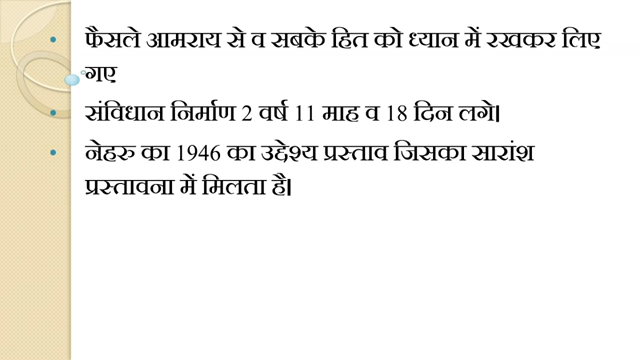 • फैसले आमराय से व सबके हित को ध्यान में रखकर लिए
गए
• संविधान निर्माण 2 वर्ष 11 माह व 18 दिन लगे।
• नेहरु का 1946 का उद्देश्य प्रस्ताव जिसका सारांश
प्रस्तावना में मिलता है।